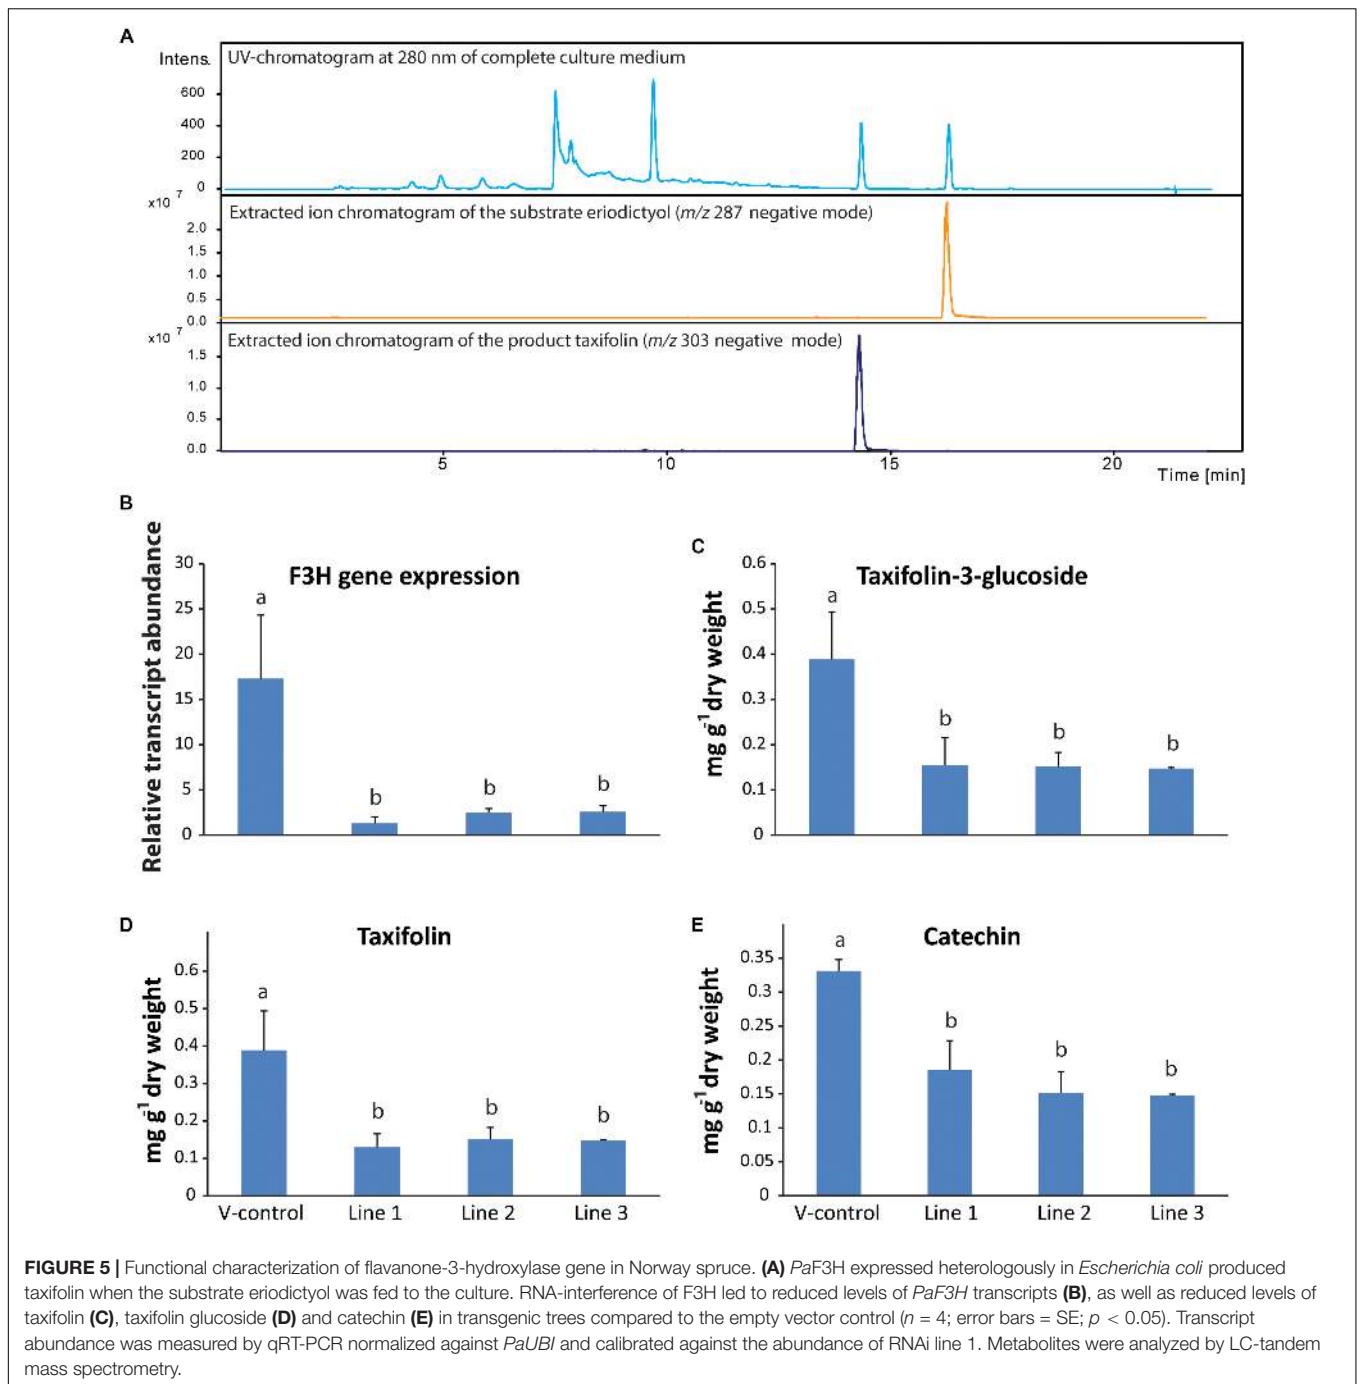 A
Intens.
UV-chromatogram at 280 nm of complete culture medium
600
400
200
0
x10 7
Extracted ion chromatogram of the substrate eriodictyol (m/z 287 negative mode)
2.0
1.5
1.0
0.5
0.0
x10 7
Extracted ion chromatogram of the product taxifolin (m/z 303 negative mode)
1.5
1.0
0.5
0.0
5 10 15 20
Time [min]
B
F3H gene expression
Relative transcript abundance
30
25
20
15
10
5
0
a b b b
C
Taxifolin-3-glucoside
mg g-1 dry weight
0.6
0.5
0.4
0.3
0.2
0.1
0
a b b b
D
Taxifolin
mg g-1 dry weight
0.6
0.5
0.4
0.3
0.2
0.1
0
a b b b
V-control Line 1 Line 2 Line 3
E
Catechin
mg g-1 dry weight
0.35
0.3
0.25
0.2
0.15
0.1
0.05
0
a b b b
V-control Line 1 Line 2 Line 3
FIGURE 5 | Functional characterization of flavanone-3-hydroxylase gene in Norway spruce. (A) PaF3H expressed heterologously in Escherichia coli produced
taxifolin when the substrate eriodictyol was fed to the culture. RNA-interference of F3H led to reduced levels of PaF3H transcripts (B), as well as reduced levels of
taxifolin (C), taxifolin glucoside (D) and catechin (E) in transgenic trees compared to the empty vector control (n = 4; error bars = SE; p < 0.05). Transcript
abundance was measured by qRT-PCR normalized against PaUBI and calibrated against the abundance of RNAi line 1. Metabolites were analyzed by LC-tandem
mass spectrometry.